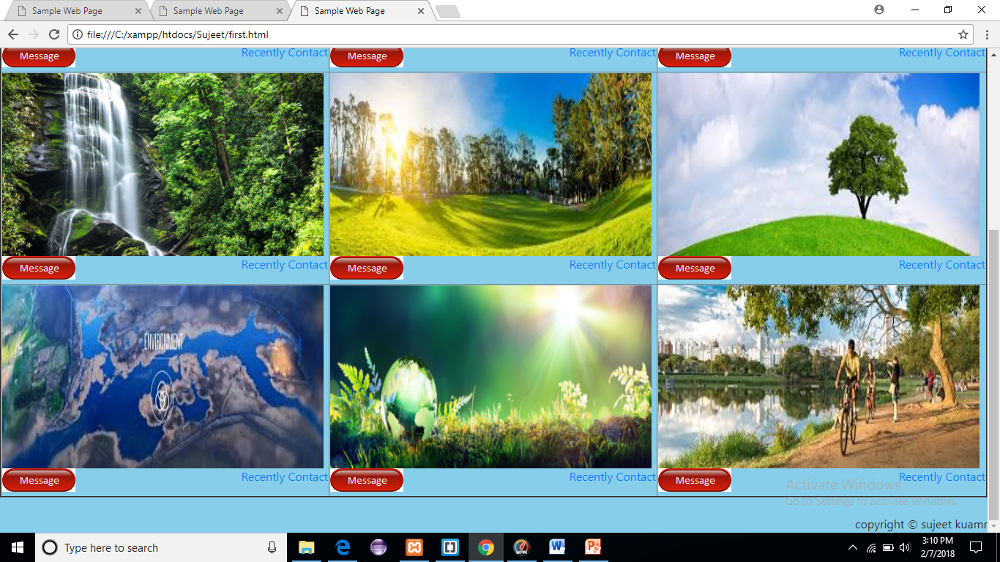 Sample Web Page
Sample Web Page
Sample Web Page
file:///C:/xampp/htdocs/Sujeet/first.html
Message
Recently Contact
Message
Recently Contact
Message
Recently Contact
Message
Recently Contact
Message
Recently Contact
Message
Recently Contact
ENVIRONMENT
Message
Recently Contact
Message
Recently Contact
Message
Recently Contact
Activate Windows
Go to Settings to activate Windows.
copyright © sujeet kuamr
Type here to search
WPM
3:10 PM
2/7/2018